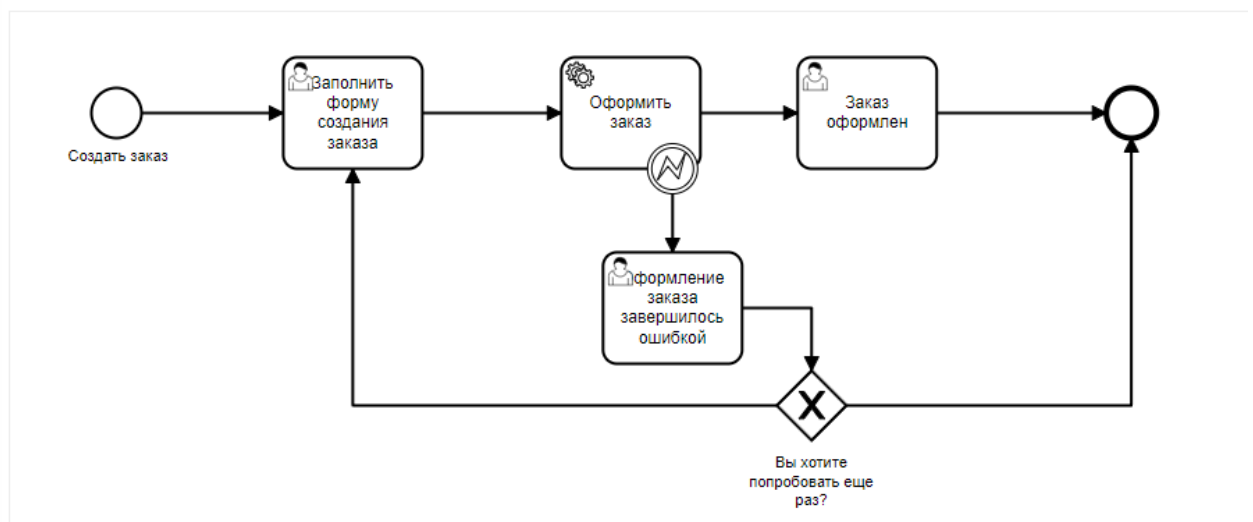 Создать заказ
Заполнить
форму
создания
заказа
Оформить
заказ
Заказ
оформлен
формление
заказа
завершилось
ошибкой
Вы хотите
попробовать еще
раз?